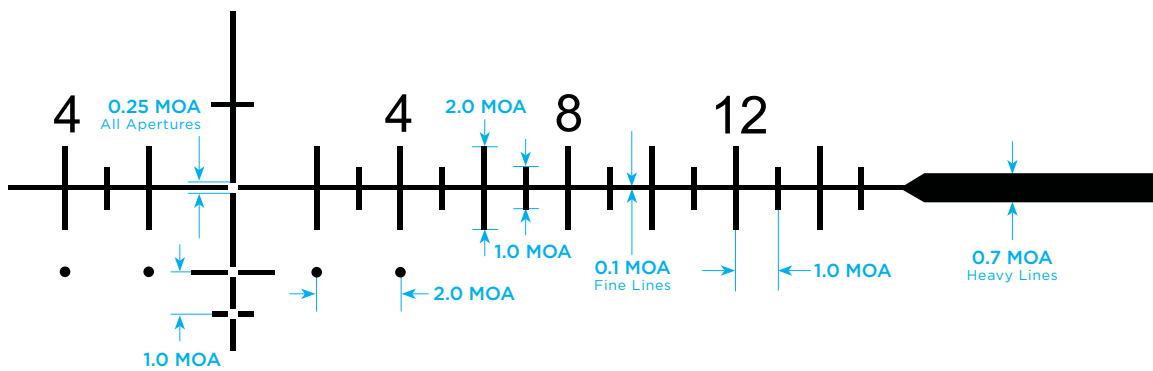 0.25 MOA
All Apertures
4
4
2.0 MOA
8
12
1.0 MOA
0.1 MOA
Fine Lines
1.0 MOA
0.7 MOA
Heavy Lines
2.0 MOA
1.0 MOA